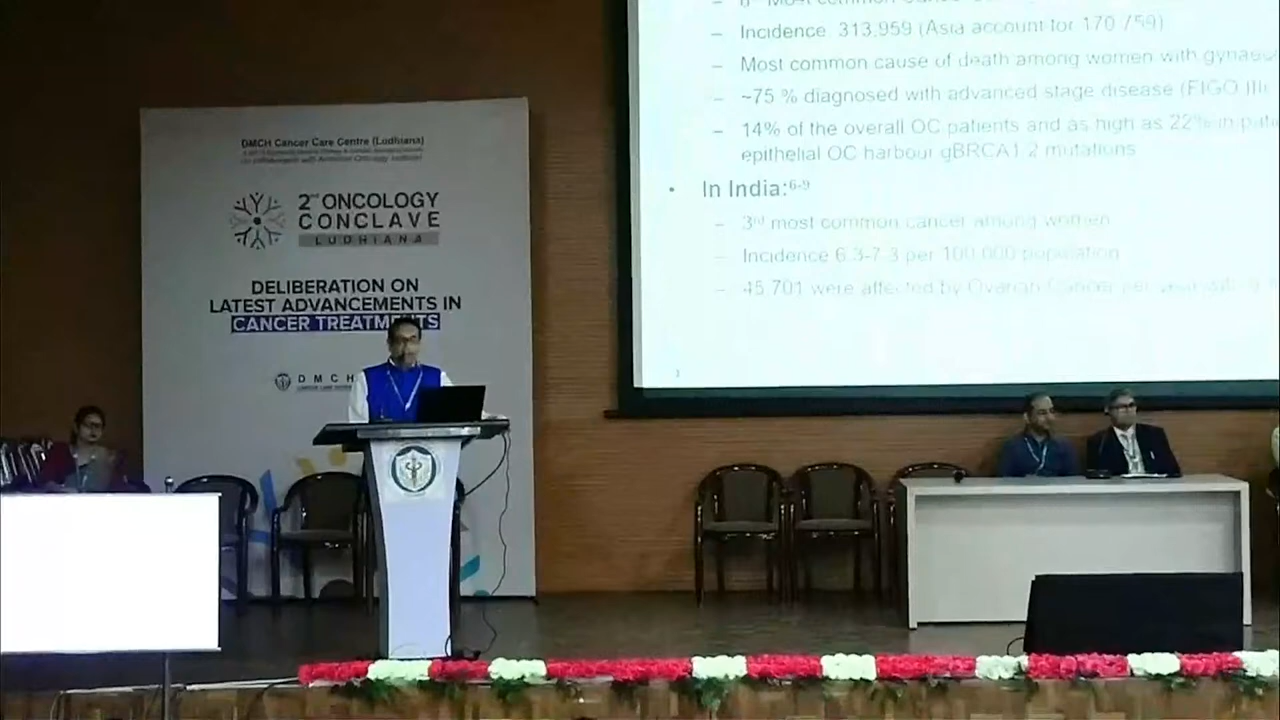 DMCH Cancer Care Centre (Ludhiana)
2nd ONCOLOGY
CONCLAVE
LUDHIANA
DELIBERATION ON
LATEST ADVANCEMENTS IN
CANCER TREATMENTS
DMCH
– Incidence 313,959 (Asia account for 170,759)
– Most common cause of death among women with
– ~75 % diagnosed with advanced stage disease (FIGO III
– 14% of the overall OC patients and as high as 22% in
epithelial OC harbour gBRCA1 2 mutations
• In India:6-9
– 3rd most common cancer among women
– Incidence 6.3-7.3 per 100,000 population
– 45,701 were affected by Ovarian Cancer per year